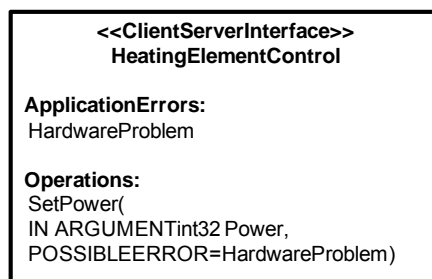 <<ClientServerInterface>>
HeatingElementControl
ApplicationErrors:
HardwareProblem
Operations:
SetPower(
IN ARGUMENTint32 Power,
POSSIBLEERROR=HardwareProblem)